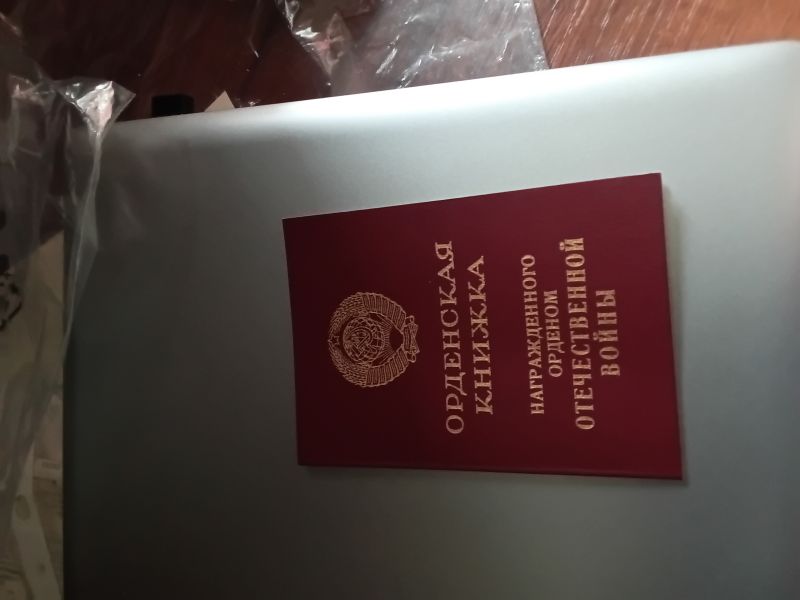 ОРДЕНСКАЯ
КНИЖКА
НАГРАЖДЕННОГО
ОРДЕНОМ
ОТЕЧЕСТВЕННОЙ
ВОЙНЫ